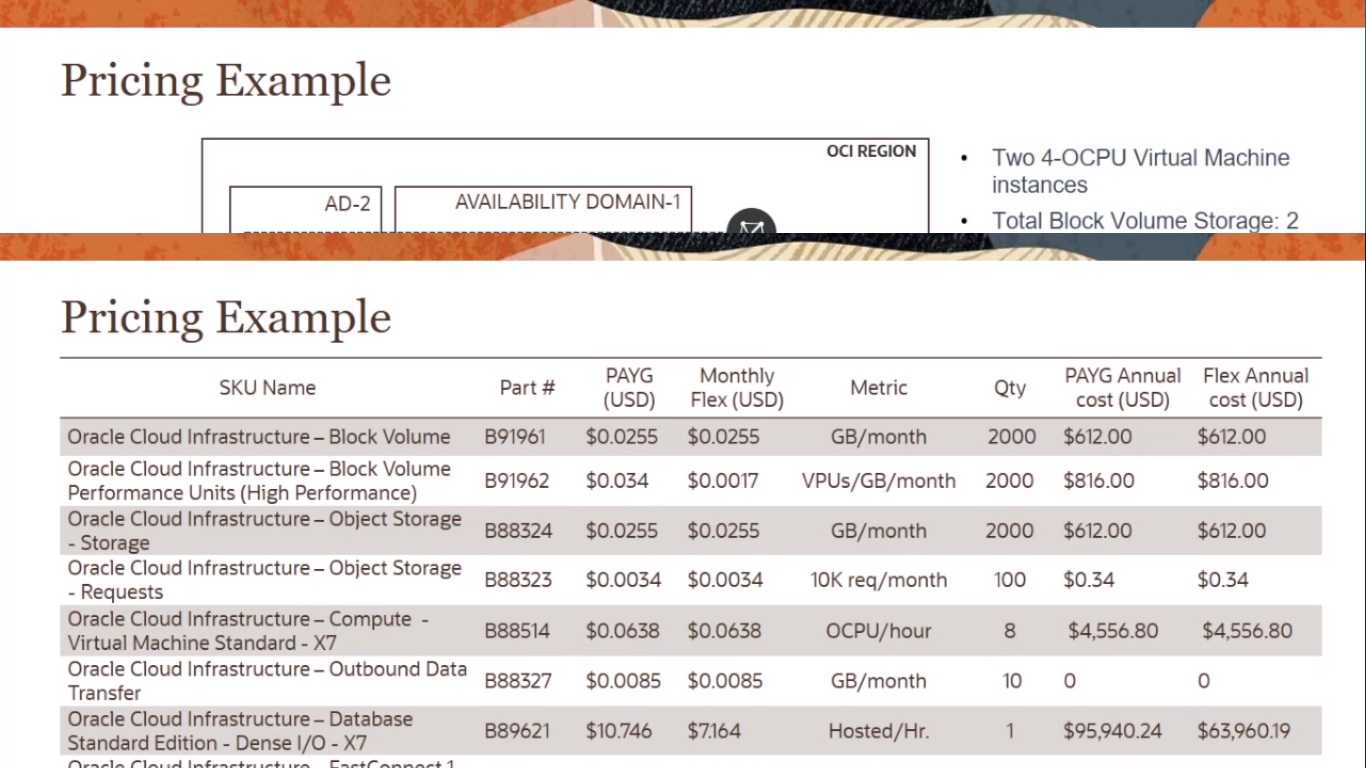 Pricing Example
OCI REGION
AD-2
AVAILABILITY DOMAIN-1
• Two 4-OCPU Virtual Machine
instances
• Total Block Volume Storage: 2
Pricing Example
SKU Name Part # PAYG (USD) Monthly Flex (USD) Metric Qty PAYG Annual cost (USD) Flex Annual cost (USD)
Oracle Cloud Infrastructure – Block Volume B91961 $0.0255 $0.0255 GB/month 2000 $612.00 $612.00
Oracle Cloud Infrastructure – Block Volume
Performance Units (High Performance) B91962 $0.034 $0.0017 VPUs/GB/month 2000 $816.00 $816.00
Oracle Cloud Infrastructure – Object Storage
- Storage B88324 $0.0255 $0.0255 GB/month 2000 $612.00 $612.00
Oracle Cloud Infrastructure – Object Storage
- Requests B88323 $0.0034 $0.0034 10K req/month 100 $0.34 $0.34
Oracle Cloud Infrastructure – Compute -
Virtual Machine Standard - X7 B88514 $0.0638 $0.0638 OCPU/hour 8 $4,556.80 $4,556.80
Oracle Cloud Infrastructure – Outbound Data
Transfer B88327 $0.0085 $0.0085 GB/month 10 0 0
Oracle Cloud Infrastructure – Database
Standard Edition - Dense I/O - X7 B89621 $10.746 $7.164 Hosted/Hr. 1 $95,940.24 $63,960.19
Oracle Cloud Infrastructure – FastConnect 1